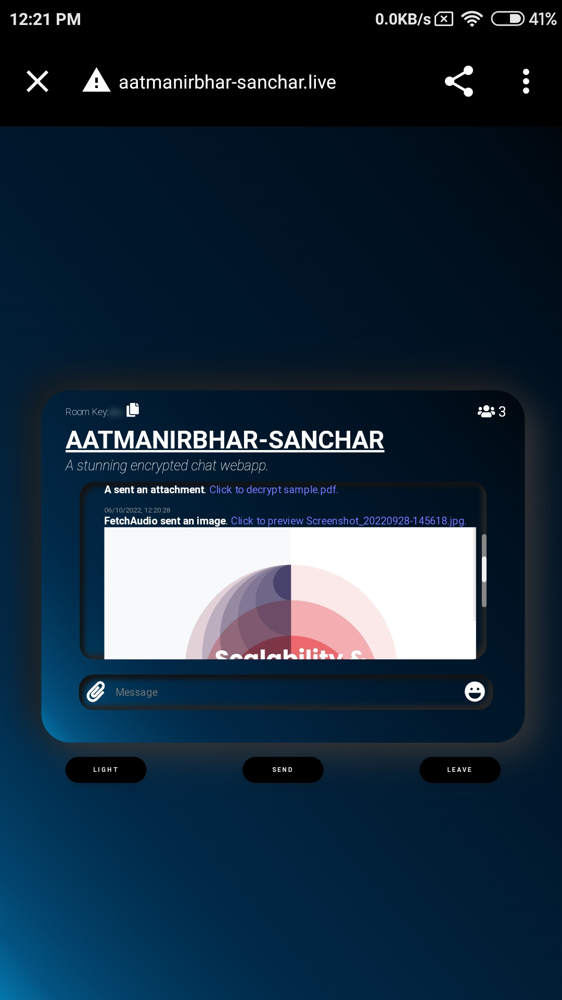 12:21 PM 0.0KB/s 41%
aatmanirbhar-sanchar.live
Room Key: 3
AATMANIRBHAR-SANCHAR
A stunning encrypted chat webapp.
A sent an attachment. Click to decrypt sample.pdf.
06/10/2022, 12:20:28
FetchAudio sent an image. Click to preview Screenshot_20220928-145618.jpg.
Scalability &
Message
LIGHT SEND LEAVE